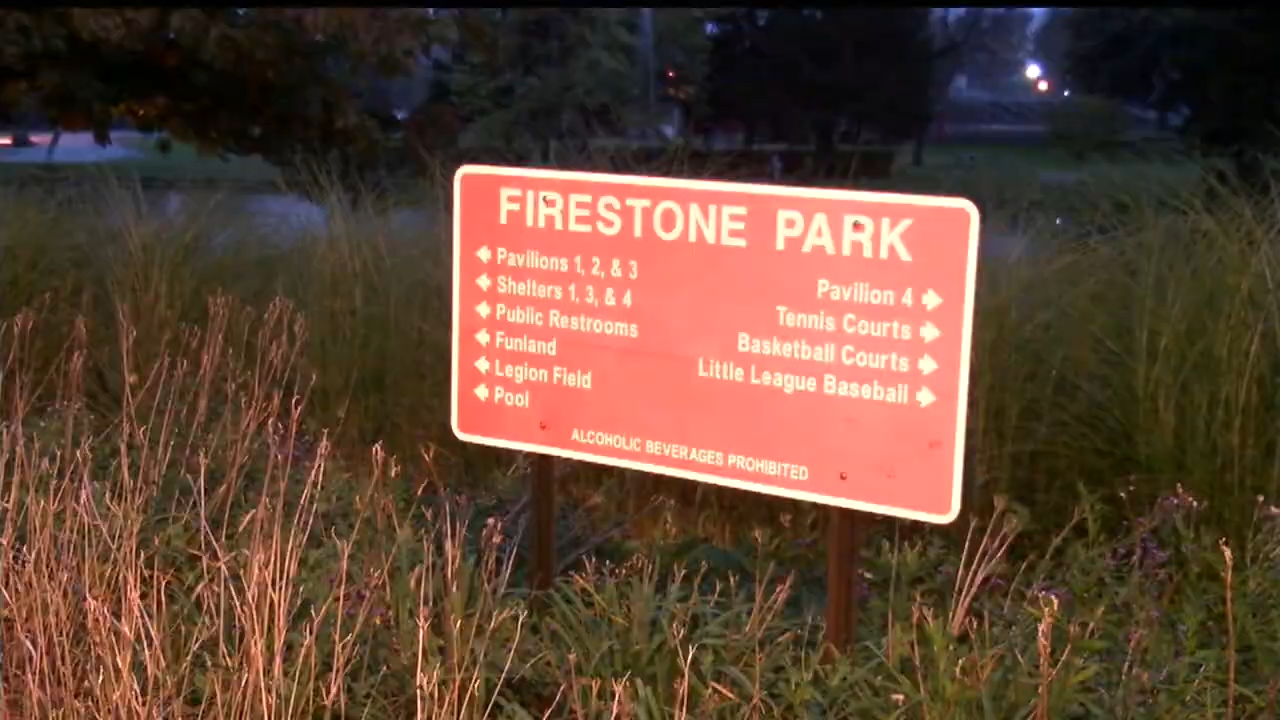 FIRESTONE PARK
Pavilions 1, 2, & 3
Shelters 1, 3, & 4
Public Restrooms
Funland
Legion Field
Pool
Pavilion 4
Tennis Courts
Basketball Courts
Little League Baseball
ALCOHOLIC BEVERAGES PROHIBITED